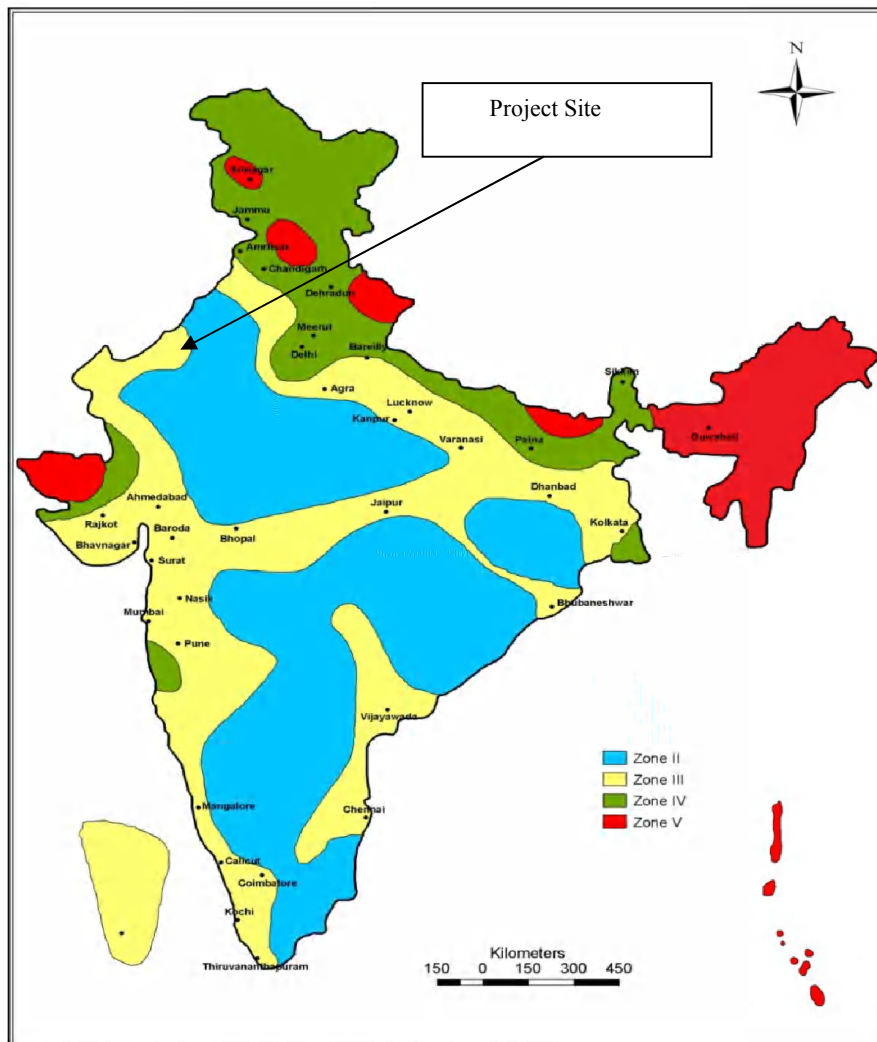 N
Project Site
Srinagar
Jammu
Amritsar
Chandigarh
Dehradun
Meerut
Delhi
Bareilly
Agra
Lucknow
Kanpur
Sikkim
Guwahati
Varanasi
Patna
Dhanbad
Ahmedabad
Jaipur
Rajkot
Baroda
Bhopal
Kolkata
Bhavnagar
Surat
Nasik
Bhubaneshwar
Mumbai
Pune
Vijayawada
Zone II
Zone III
Zone IV
Zone V
Mangalore
Chennai
Calicut
Coimbatore
Kochi
Thiruvananthapuram
Kilometers
150 0 150 300 450